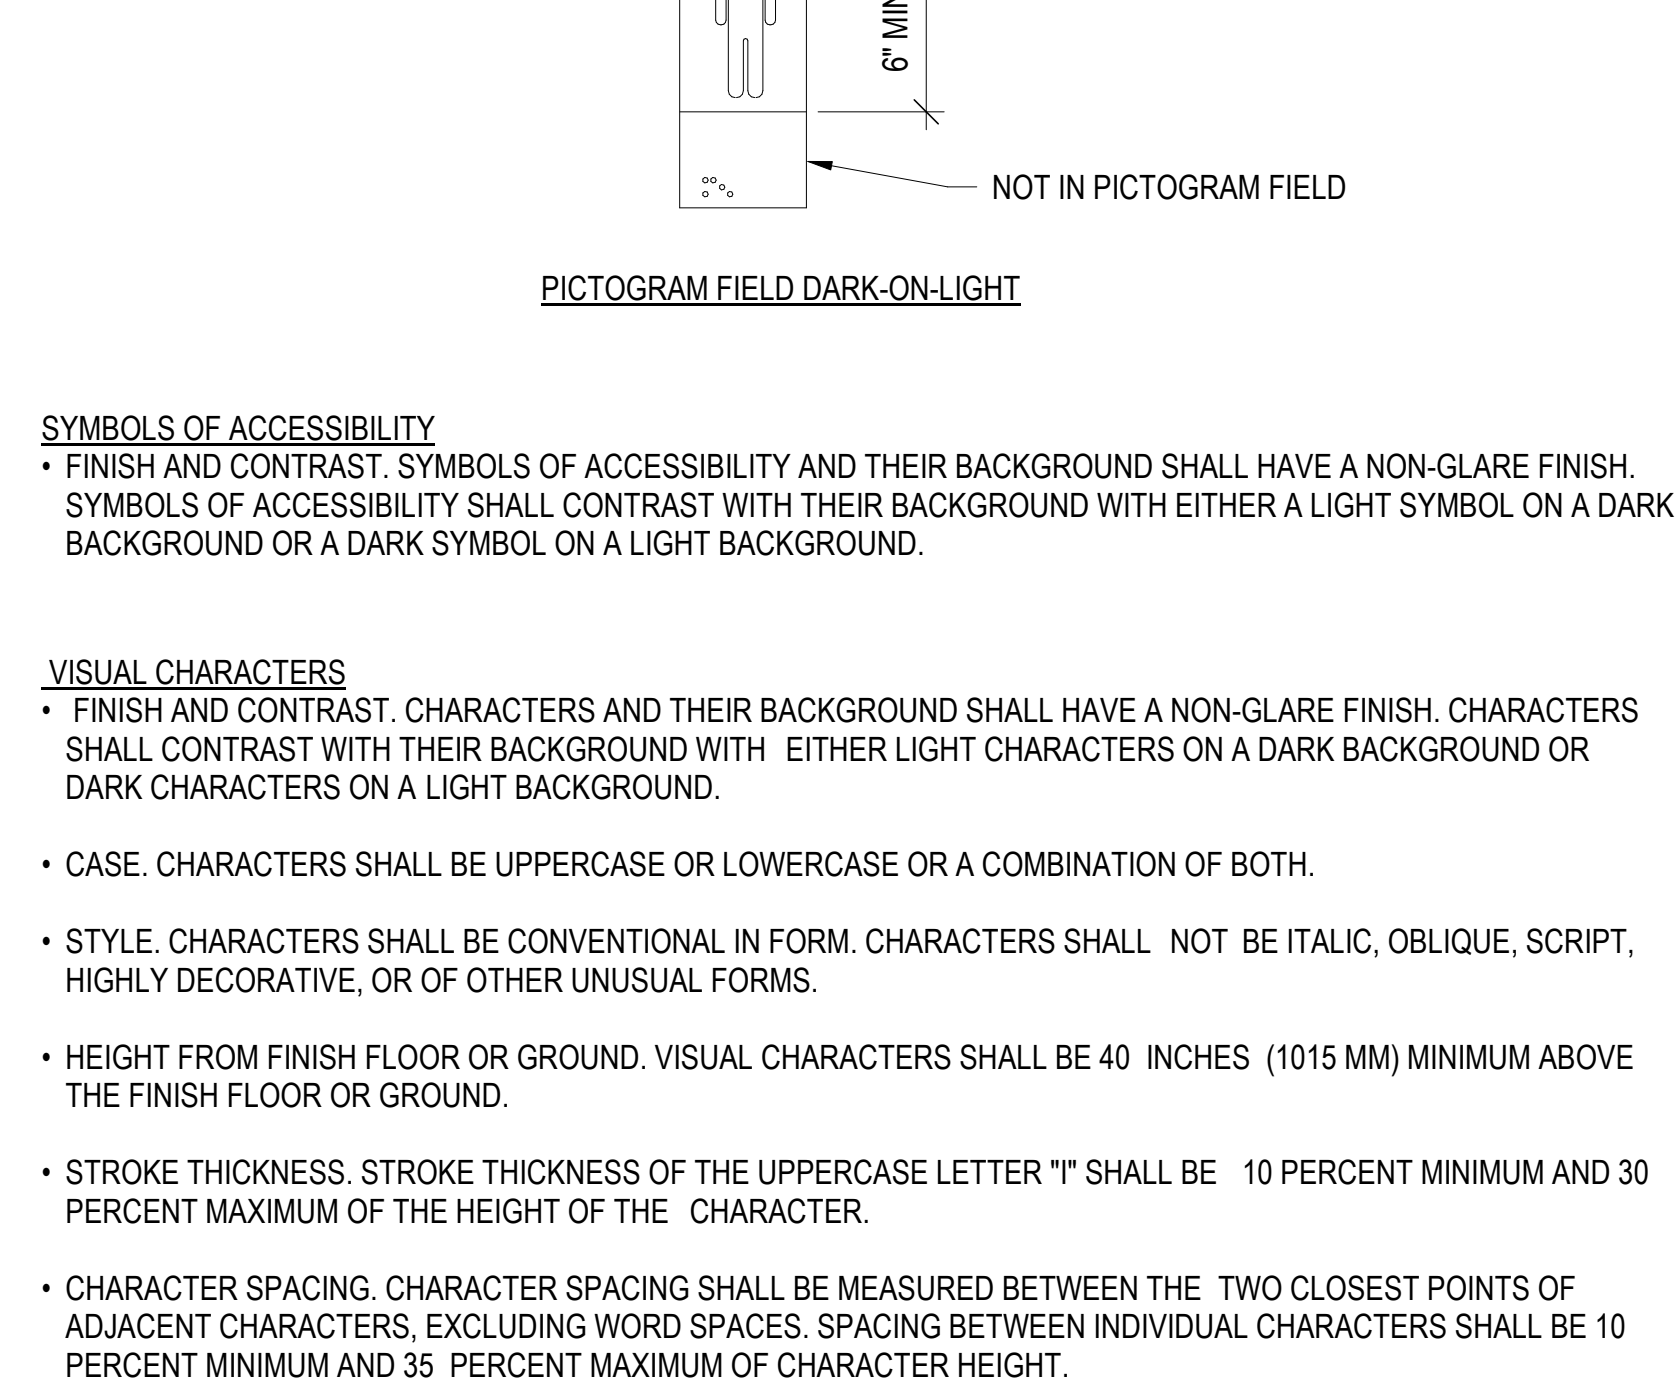 6" MIN
NOT IN PICTOGRAM FIELD
PICTOGRAM FIELD DARK-ON-LIGHT
SYMBOLS OF ACCESSIBILITY
• FINISH AND CONTRAST. SYMBOLS OF ACCESSIBILITY AND THEIR BACKGROUND SHALL HAVE A NON-GLARE FINISH.
SYMBOLS OF ACCESSIBILITY SHALL CONTRAST WITH THEIR BACKGROUND WITH EITHER A LIGHT SYMBOL ON A DARK
BACKGROUND OR A DARK SYMBOL ON A LIGHT BACKGROUND.
VISUAL CHARACTERS
• FINISH AND CONTRAST. CHARACTERS AND THEIR BACKGROUND SHALL HAVE A NON-GLARE FINISH. CHARACTERS
SHALL CONTRAST WITH THEIR BACKGROUND WITH EITHER LIGHT CHARACTERS ON A DARK BACKGROUND OR
DARK CHARACTERS ON A LIGHT BACKGROUND.
• CASE. CHARACTERS SHALL BE UPPERCASE OR LOWERCASE OR A COMBINATION OF BOTH.
• STYLE. CHARACTERS SHALL BE CONVENTIONAL IN FORM. CHARACTERS SHALL NOT BE ITALIC, OBLIQUE, SCRIPT,
HIGHLY DECORATIVE, OR OF OTHER UNUSUAL FORMS.
• HEIGHT FROM FINISH FLOOR OR GROUND. VISUAL CHARACTERS SHALL BE 40 INCHES (1015 MM) MINIMUM ABOVE
THE FINISH FLOOR OR GROUND.
• STROKE THICKNESS. STROKE THICKNESS OF THE UPPERCASE LETTER "I" SHALL BE 10 PERCENT MINIMUM AND 30
PERCENT MAXIMUM OF THE HEIGHT OF THE CHARACTER.
• CHARACTER SPACING. CHARACTER SPACING SHALL BE MEASURED BETWEEN THE TWO CLOSEST POINTS OF
ADJACENT CHARACTERS, EXCLUDING WORD SPACES. SPACING BETWEEN INDIVIDUAL CHARACTERS SHALL BE 10
PERCENT MINIMUM AND 35 PERCENT MAXIMUM OF CHARACTER HEIGHT.